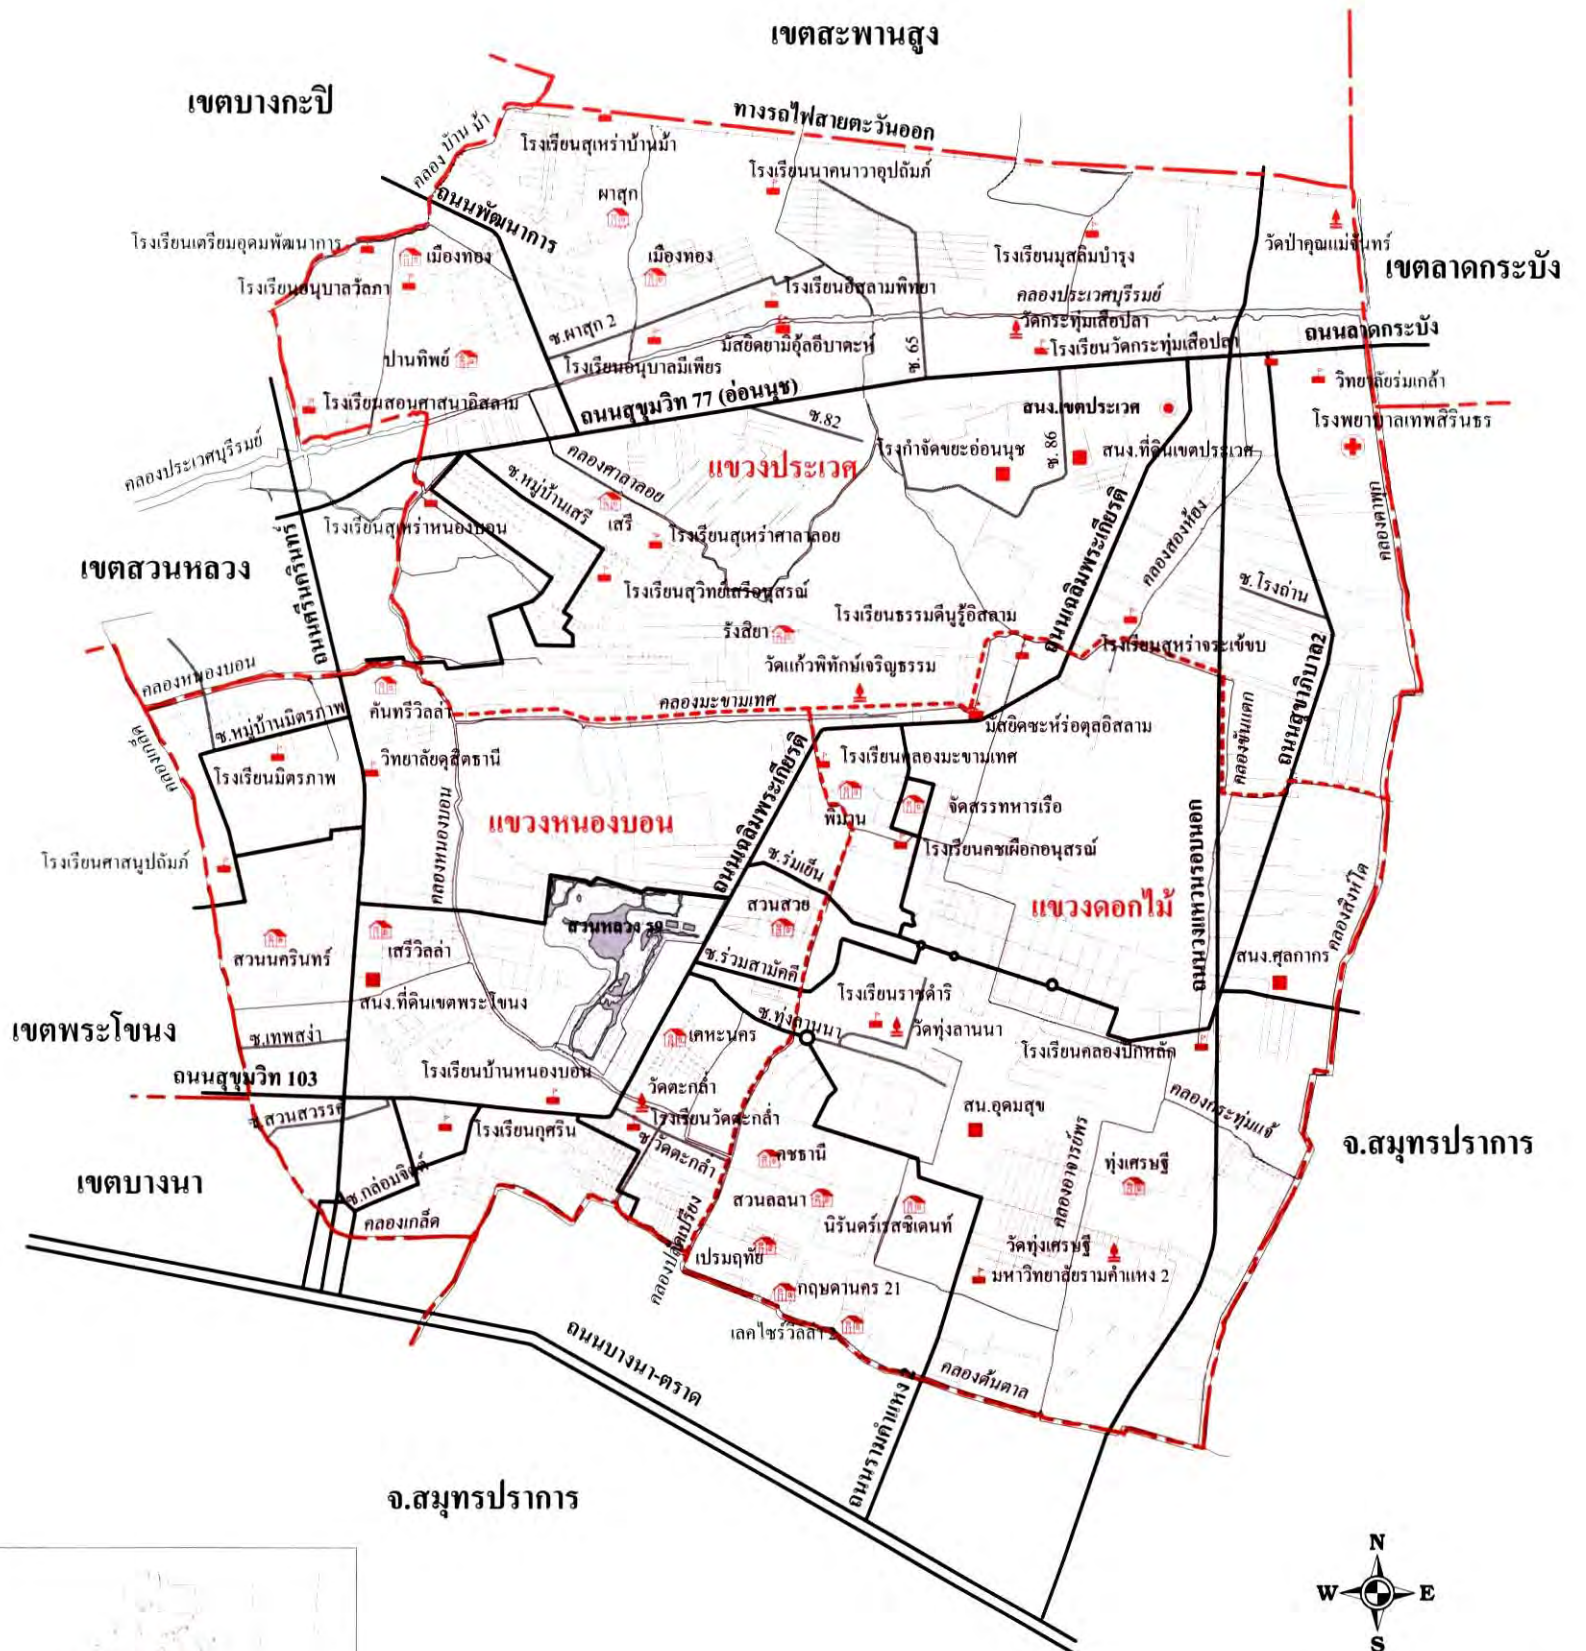 เขตสะพานสูง
เขตบางกะปิ
ทางรถไฟสายตะวันออก
คลอง บ้าน ม้า
โรงเรียนสุเหร่าบ้านม้า
โรงเรียนนาคนาวาอุปถัมภ์
ผาสุก
ถนนพัฒนาการ
โรงเรียนเตรียมอุดมพัฒนาการ
เมืองทอง
เมืองทอง
โรงเรียนมุสลิมบำรุง
วัดป่าคุณแม่จันทร์
เขตลาดกระบัง
โรงเรียนอนุบาลวัลภา
โรงเรียนอิสลามพิทยา
คลองประเวศบุรีรมย์
วัดกระทุ่มเสือปลา
ถนนลาดกระบัง
ซ.ผาสุก 2
มัสยิดยามิอุ้ลอีบาดะห์
ซ. 65
โรงเรียนวัดกระทุ่มเสือปลา
ปานทิพย์
โรงเรียนอนุบาลมีเพียร
วิทยาลัยร่มเกล้า
โรงเรียนสอนศาสนาอิสลาม
ถนนสุขุมวิท 77 (อ่อนนุช)
ซ.82
สนง.เขตประเวศ
โรงพยาบาลเทพสิรินธร
คลองประเวศบุรีรมย์
คลองศาลาลอย
แขวงประเวศ
โรงกำจัดขยะอ่อนนุช
ซ. 86
สนง.ที่ดินเขตประเวศ
ซ.หมู่บ้านเสรี
เสรี
โรงเรียนสุเหร่าหนองบอน
โรงเรียนสุเหร่าศาลาลอย
ถนนเฉลิมพระเกียรติ
คลองสองห้อง
คลองตาพุก
เขตสวนหลวง
ถนนศรีนครินทร์
โรงเรียนสุวิทย์เสรีอนุสรณ์
ซ.โรงถ่าน
โรงเรียนธรรมดีนูรู้อิสลาม
รังสิยา
โรงเรียนสุหร่าจระเข้ขบ
ถนนสุขาภิบาล2
คลองหนองบอน
วัดแก้วพิทักษ์เจริญธรรม
คลองมะขามเทศ
คันทรีวิลล่า
มัสยิดซะห์ร่อตุลอิสลาม
คลองขันแตก
ซ.หมู่บ้านมิตรภาพ
คลองเกล็ด
วิทยาลัยดุสิตธานี
โรงเรียนมิตรภาพ
โรงเรียนคลองมะขามเทศ
พิมาน
จัดสรรทหารเรือ
แขวงหนองบอน
ถนนเฉลิมพระเกียรติ
โรงเรียนคชเผือกอนุสรณ์
โรงเรียนศาสนูปถัมภ์
คลองหนองบอน
ซ.ร่มเย็น
แขวงดอกไม้
ถนนวงแหวนรอบนอก
คลองสิงห์โต
สวนหลวง ร9
สวนสวย
สวนนครินทร์
เสรีวิลล่า
ซ.ร่วมสามัคคี
สนง.ศุลกากร
สนง.ที่ดินเขตพระโขนง
โรงเรียนราชดำริ
เขตพระโขนง
ซ.เทพสง่า
เคหะนคร
ซ.ทุ่งลานนา
วัดทุ่งลานนา
โรงเรียนคลองปักหลัก
ถนนสุขุมวิท 103
โรงเรียนบ้านหนองบอน
วัดตะกล่ำ
ซ.สวนสวรรค์
โรงเรียนกุศริน
โรงเรียนวัดตะกล่ำ
ซ.วัดตะกล่ำ
สน.อุดมสุข
คลองกระทุ่มแจ้
คลองอาจารย์พร
จ.สมุทรปราการ
เขตบางนา
ซ.กล่อมจิตต์
คชธานี
ทุ่งเศรษฐี
สวนลลนา
นิรันดร์เรสซิเดนท์
คลองเกล็ด
คลองปลัดเปรียง
เปรมฤทัย
วัดทุ่งเศรษฐี
มหาวิทยาลัยรามคำแหง 2
กฤษดานคร 21
เลคไซร์วิลล่า 2
ถนนบางนา-ตราด
คลองต้นตาล
ถนนรามคำแหง 2
จ.สมุทรปราการ
N
W
E
S